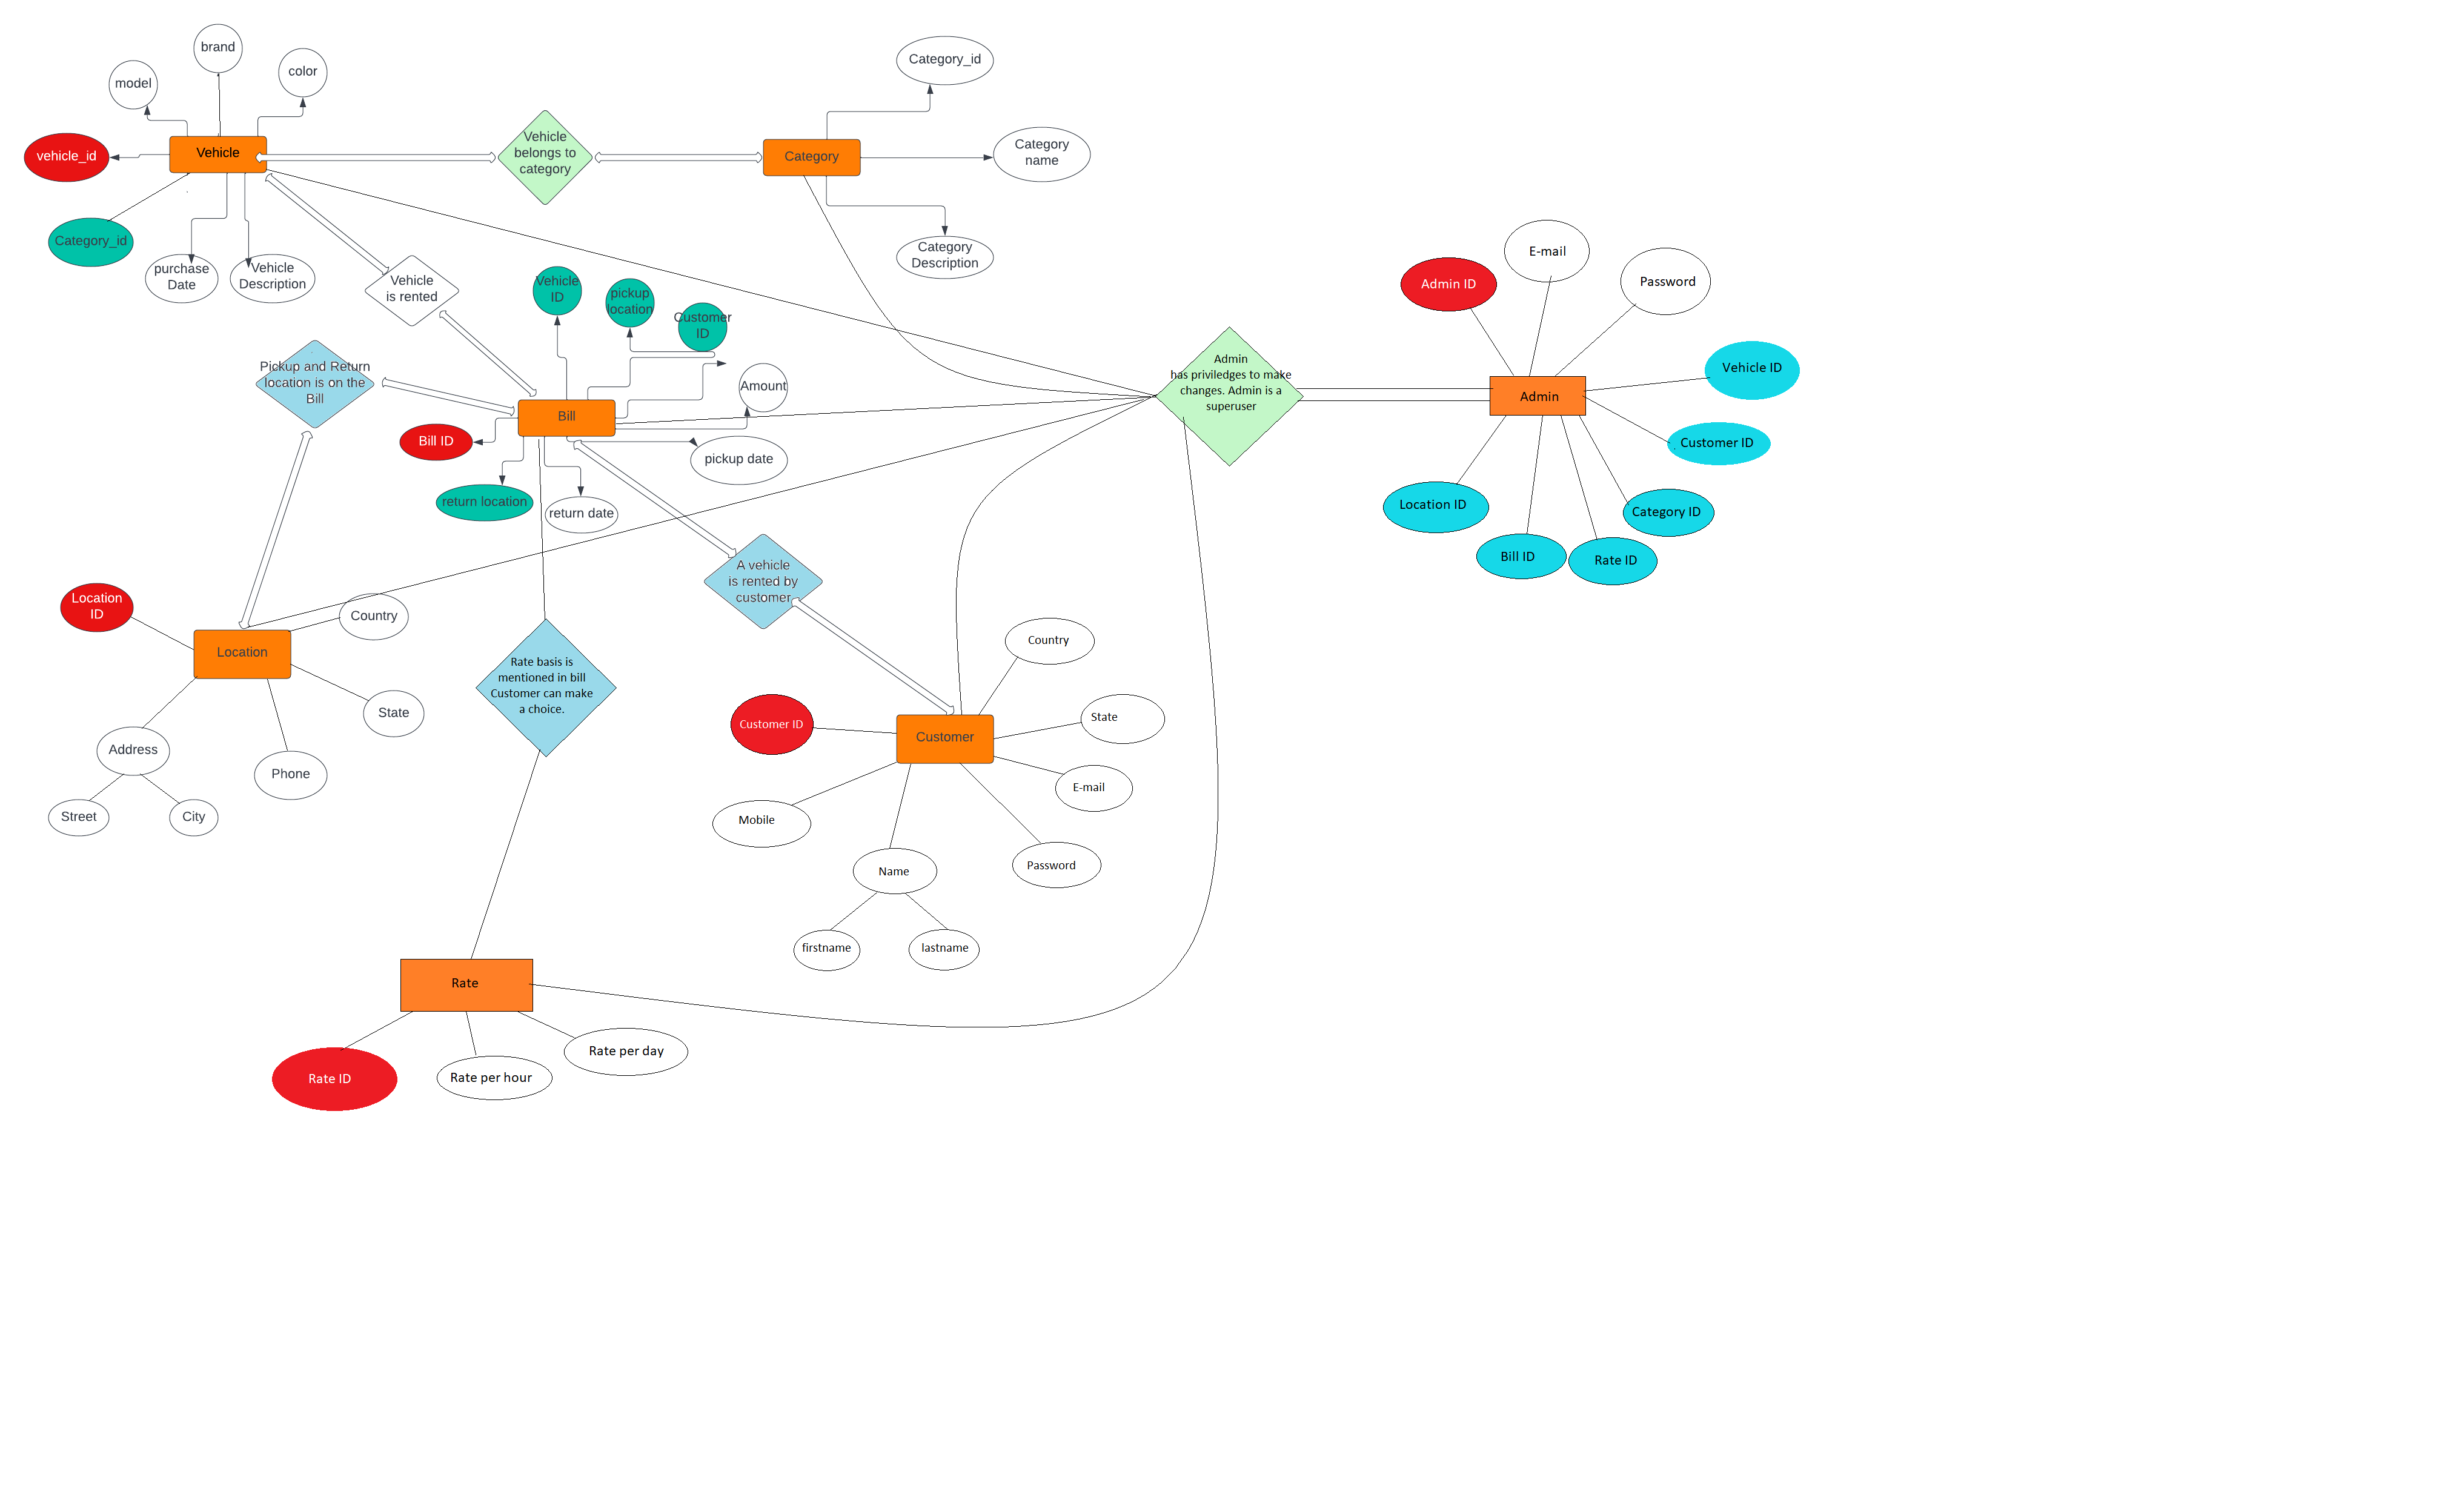 brand
color
model
Category_id
Vehicle
belongs to
category
Category
name
Vehicle
vehicle_id
Category
Category_id
Category
Description
purchase
Date
Vehicle
Description
Vehicle
is rented
Vehicle
ID
pickup
location
Customer
ID
E-mail
Password
Admin ID
Pickup and Return
location is on the
Bill
Amount
Bill
Bill ID
pickup date
return location
return date
Admin
has priviledges to make
changes. Admin is a
superuser
Admin
Vehicle ID
Customer ID
Location ID
Category ID
Bill ID
Rate ID
A vehicle
is rented by
customer
Location
ID
Country
Location
State
Address
Phone
Street
City
Rate basis is
mentioned in bill
Customer can make
a choice.
Country
Customer ID
State
Customer
E-mail
Mobile
Name
Password
firstname
lastname
Rate
Rate ID
Rate per hour
Rate per day